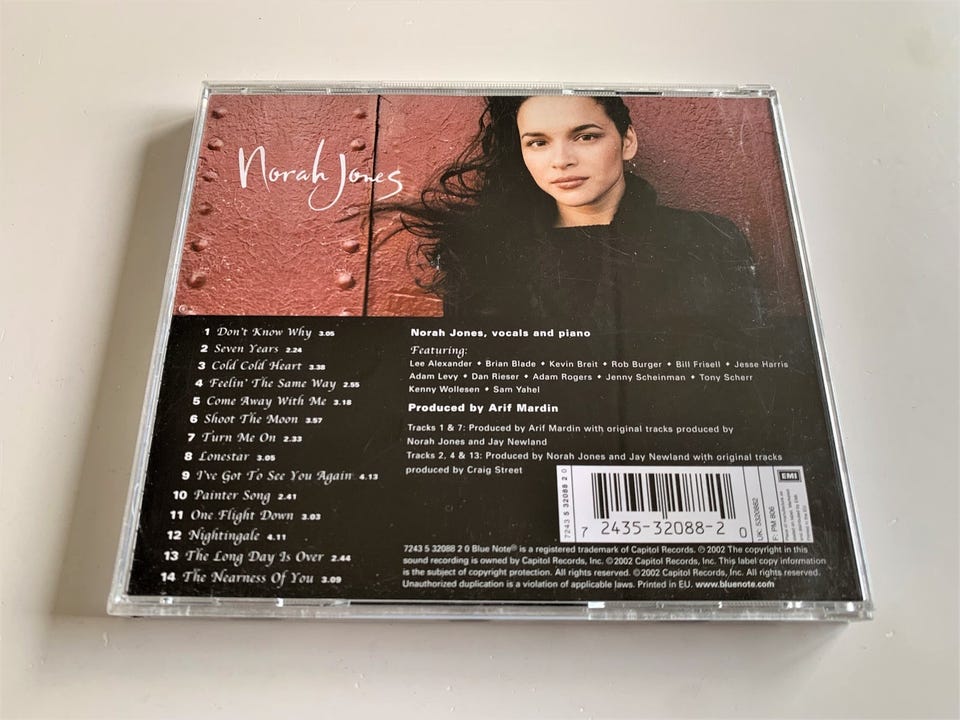 Norah Jones
1 Don't Know Why 3.05
2 Seven Years 2.24
3 Cold Cold Heart 3.38
4 Feelin' The Same Way 2.55
5 Come Away With Me 3.18
6 Shoot The Moon 3.57
7 Turn Me On 2.33
8 Lonestar 3.05
9 I've Got To See You Again 4.13
10 Painter Song 2.41
11 One Flight Down 3.03
12 Nightingale 4.11
13 The Long Day Is Over 2.44
14 The Nearness Of You 3.09
Norah Jones, vocals and piano
Featuring:
Lee Alexander • Brian Blade • Kevin Breit • Rob Burger • Bill Frisell • Jesse Harris
Adam Levy • Dan Rieser • Adam Rogers • Jenny Scheinman • Tony Scherr
Kenny Wollesen • Sam Yahel
Produced by Arif Mardin
Tracks 1 & 7: Produced by Arif Mardin with original tracks produced by
Norah Jones and Jay Newland
Tracks 2, 4 & 13: Produced by Norah Jones and Jay Newland with original tracks
produced by Craig Street
7243 5 32088 2 0
7 2435-32088-2 0
UK: 5320882
F: PM 806
EMI
7243 5 32088 2 0 Blue Note® is a registered trademark of Capitol Records. ℗ 2002 The copyright in this
sound recording is owned by Capitol Records, Inc. ©2002 Capitol Records, Inc. This label copy information
is the subject of copyright protection. All rights reserved. ©2002 Capitol Records, Inc. All rights reserved.
Unauthorized duplication is a violation of applicable laws. Printed in EU. www.bluenote.com